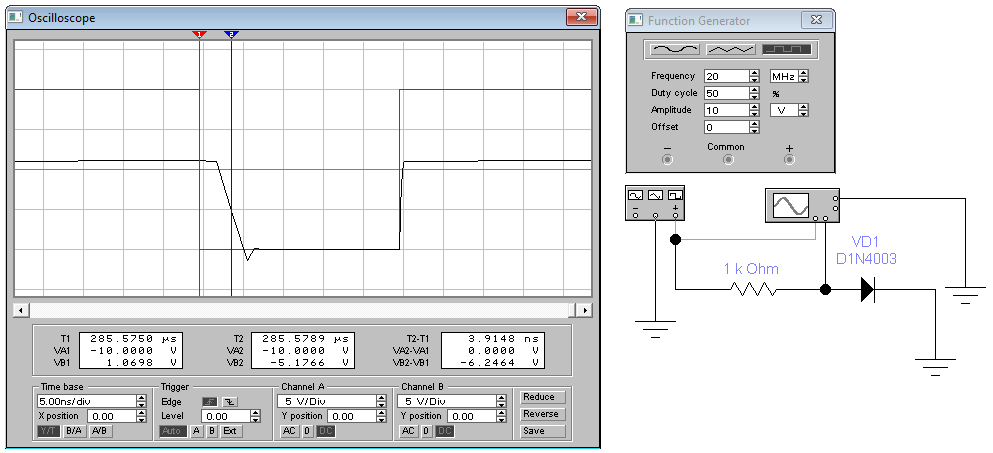 Oscilloscope
1 2
T1 285.5750 µs T2 285.5789 µs T2-T1 3.9148 ns
VA1 -10.0000 V VA2 -10.0000 V VA2-VA1 0.0000 V
VB1 1.0698 V VB2 -5.1766 V VB2-VB1 -6.2464 V
Time base
5.00ns/div
X position 0.00
Y/T B/A A/B
Trigger
Edge
Level 0.00
Auto A B Ext
Channel A
5 V/Div
Y position 0.00
AC 0 DC
Channel B
5 V/Div
Y position 0.00
AC 0 DC
Reduce
Reverse
Save
Function Generator
Frequency 20 MHz
Duty cycle 50 %
Amplitude 10 V
Offset 0
− Common +
− +
1 k Ohm
VD1
D1N4003